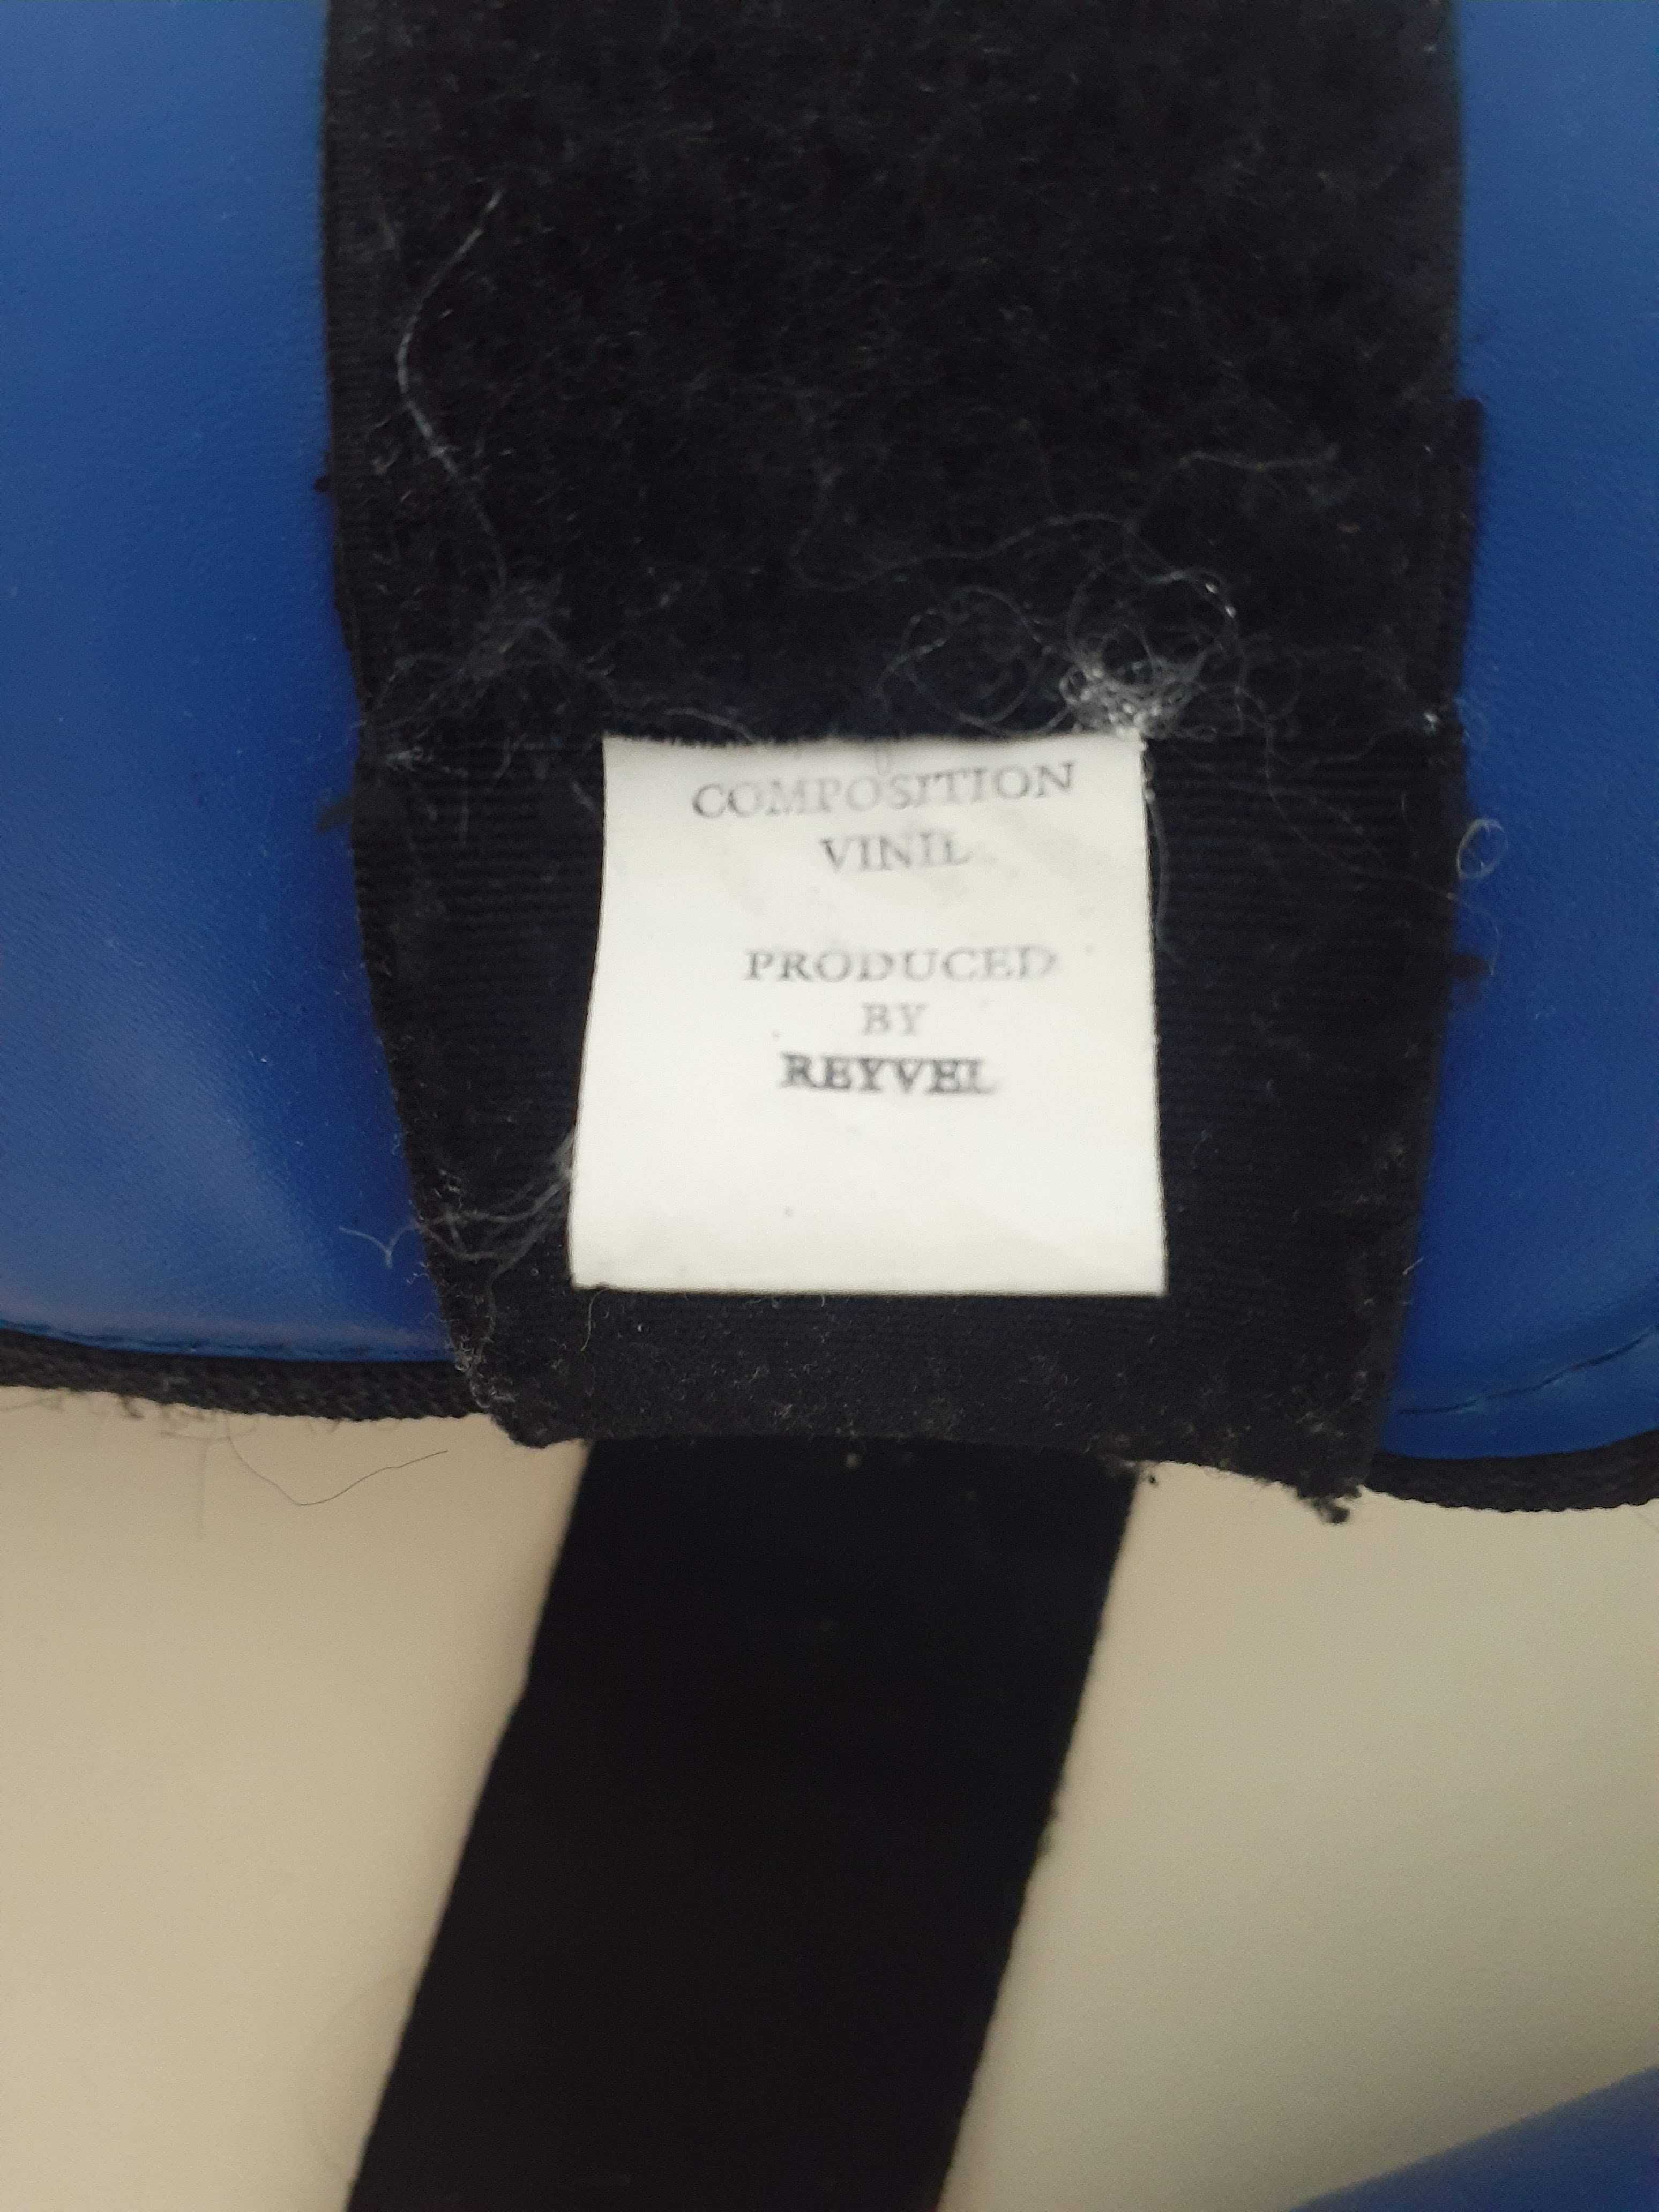 COMPOSITION
VINIL
PRODUCED
BY
REYVEL